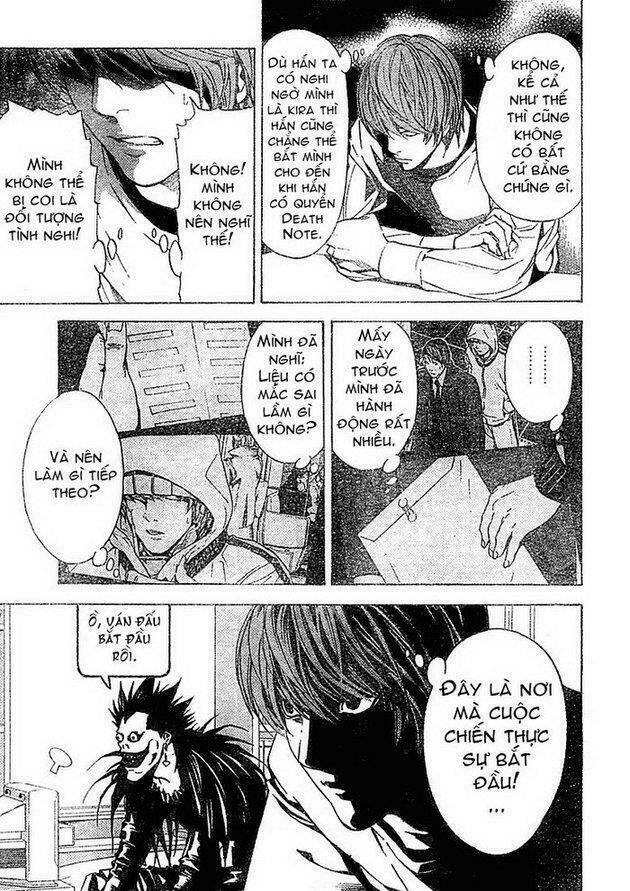 KHÔNG,
KỂ CẢ
NHƯ THẾ
THÌ CŨNG
KHÔNG
CÓ BẤT
CỨ BẰNG
CHỨNG GÌ.
DÙ HẮN TA
CÓ NGHI
NGỜ MÌNH
LÀ KIRA THÌ
HẮN CŨNG
CHẲNG THỂ
BẮT MÌNH
CHO ĐẾN
KHI HẮN
CÓ QUYỂN
DEATH
NOTE.
KHÔNG!
MÌNH
KHÔNG
NÊN NGHĨ
THẾ!
MÌNH
KHÔNG THỂ
BỊ COI LÀ
ĐỐI TƯỢNG
TÌNH NGHI!
........
MẤY
NGÀY
TRƯỚC
MÌNH ĐÃ
HÀNH
ĐỘNG RẤT
NHIỀU.
MÌNH ĐÃ
NGHĨ;
LIỆU CÓ
MẮC SAI
LẦM GÌ
KHÔNG?
VÀ NÊN
LÀM GÌ TIẾP
THEO?
Ồ, VÁN ĐẤU
BẮT ĐẦU
RỒI.
ĐÂY LÀ NƠI
MÀ CUỘC
CHIẾN THỰC
SỰ BẮT
ĐẦU!
...